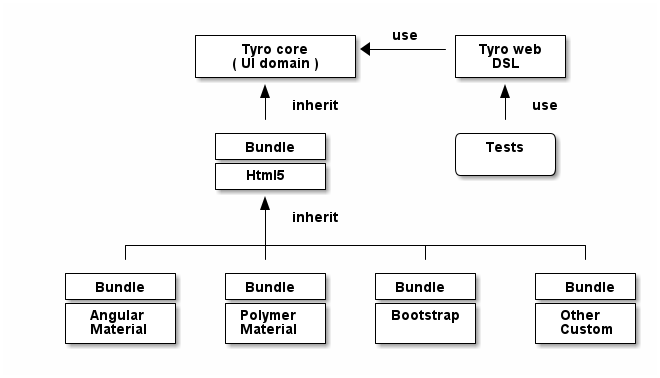 use
Tyro core
( UI domain )
Tyro web
DSL
inherit
use
Bundle
Html5
Tests
inherit
Bundle
Angular
Material
Bundle
Polymer
Material
Bundle
Bootstrap
Bundle
Other
Custom